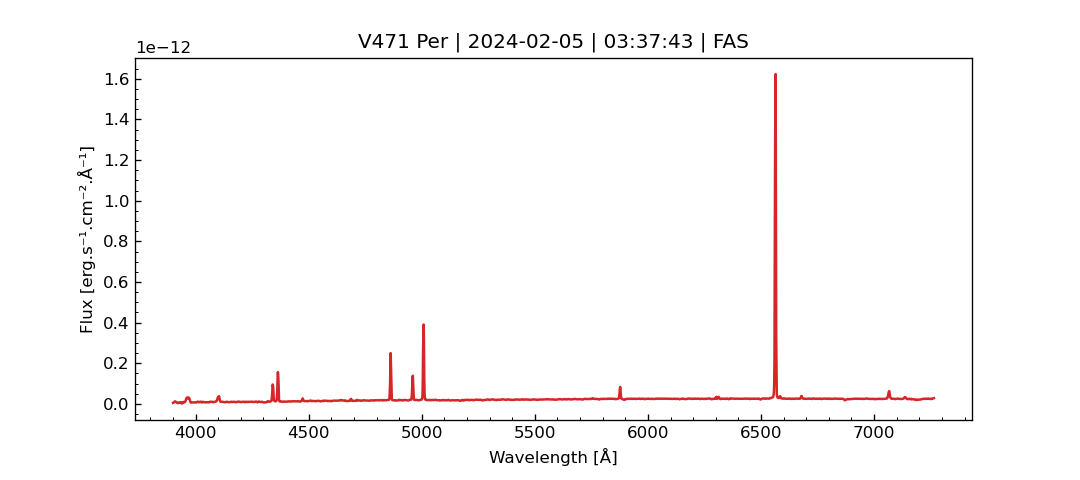 V471 Per | 2024-02-05 | 03:37:43 | FAS
1e−12
1.6
1.4
1.2
1.0
0.8
0.6
0.4
0.2
0.0
Flux [erg.s⁻¹.cm⁻².Å⁻¹]
4000 4500 5000 5500 6000 6500 7000
Wavelength [Å]